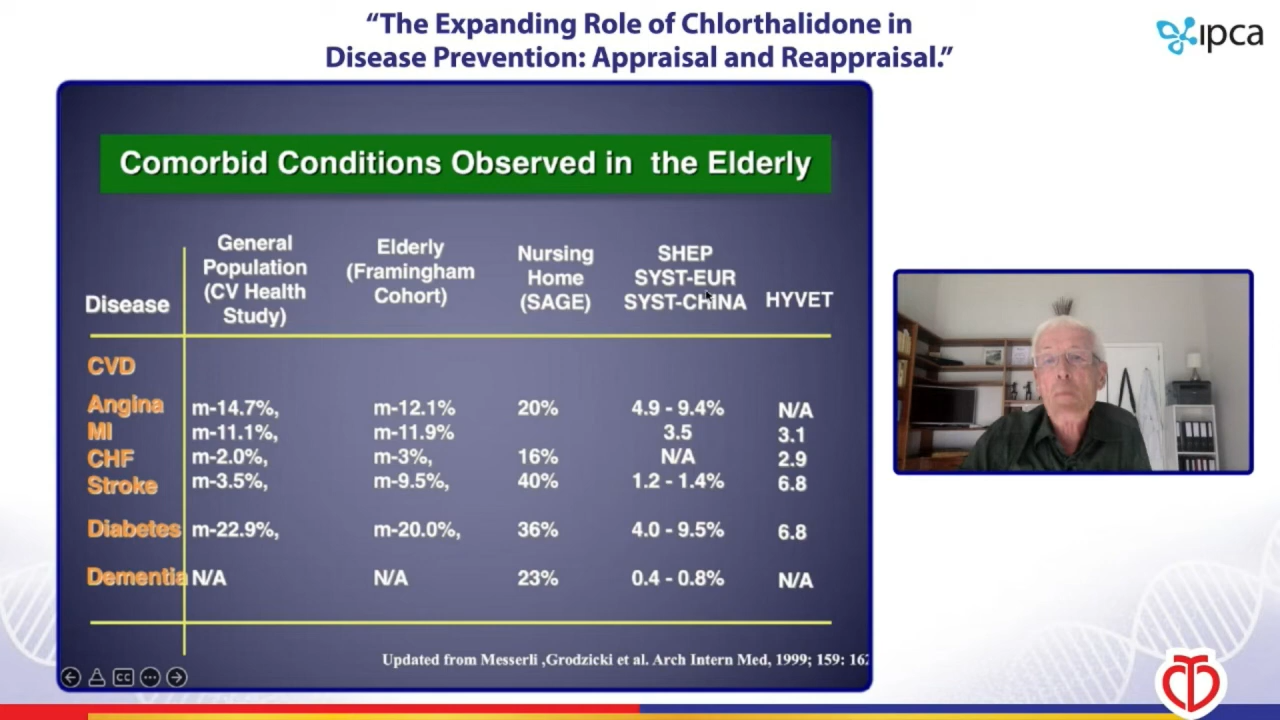 “The Expanding Role of Chlorthalidone in
Disease Prevention: Appraisal and Reappraisal.”
ipca
Comorbid Conditions Observed in the Elderly
Disease
General
Population
(CV Health
Study)
Elderly
(Framingham
Cohort)
Nursing
Home
(SAGE)
SHEP
SYST-EUR
SYST-CHINA
HYVET
CVD
Angina m-14.7%, m-12.1% 20% 4.9 - 9.4% N/A
MI m-11.1%, m-11.9% 3.5 3.1
CHF m-2.0%, m-3%, 16% N/A 2.9
Stroke m-3.5%, m-9.5%, 40% 1.2 - 1.4% 6.8
Diabetes m-22.9%, m-20.0%, 36% 4.0 - 9.5% 6.8
Dementia N/A N/A 23% 0.4 - 0.8% N/A
Updated from Messerli ,Grodzicki et al. Arch Intern Med, 1999; 159: 162
CC